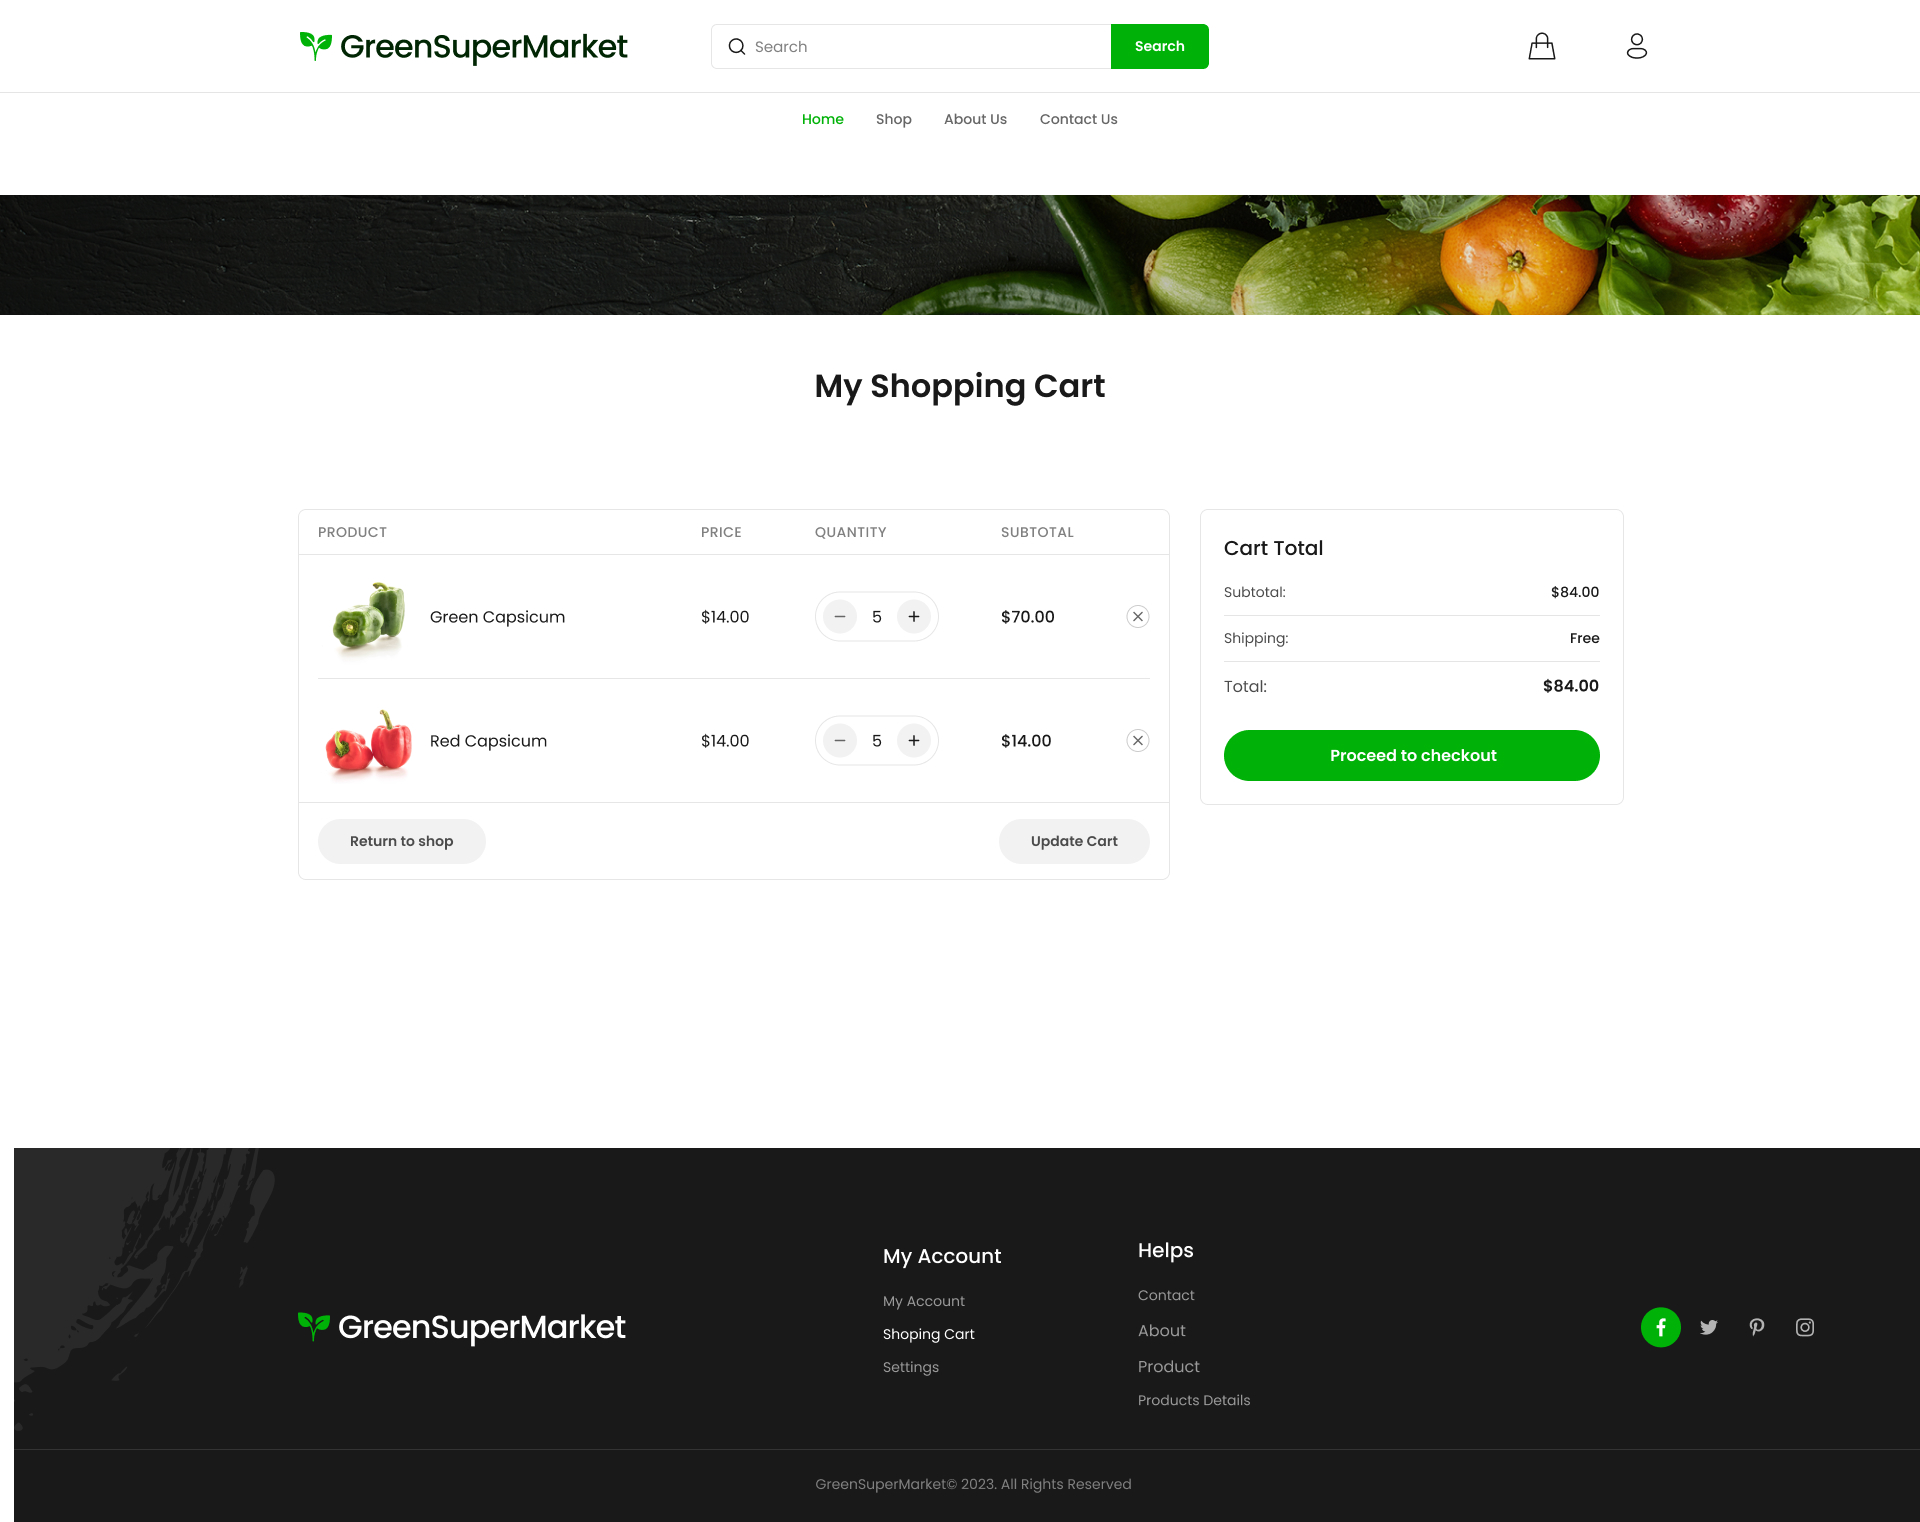 GreenSuperMarket
Search
Search
Home
Shop
About Us
Contact Us
My Shopping Cart
PRODUCT PRICE QUANTITY SUBTOTAL
Green Capsicum $14.00 5 $70.00
Red Capsicum $14.00 5 $14.00
Return to shop
Update Cart
Cart Total
Subtotal: $84.00
Shipping: Free
Total: $84.00
Proceed to checkout
GreenSuperMarket
My Account
My Account
Shoping Cart
Settings
Helps
Contact
About
Product
Products Details
GreenSuperMarket© 2023. All Rights Reserved